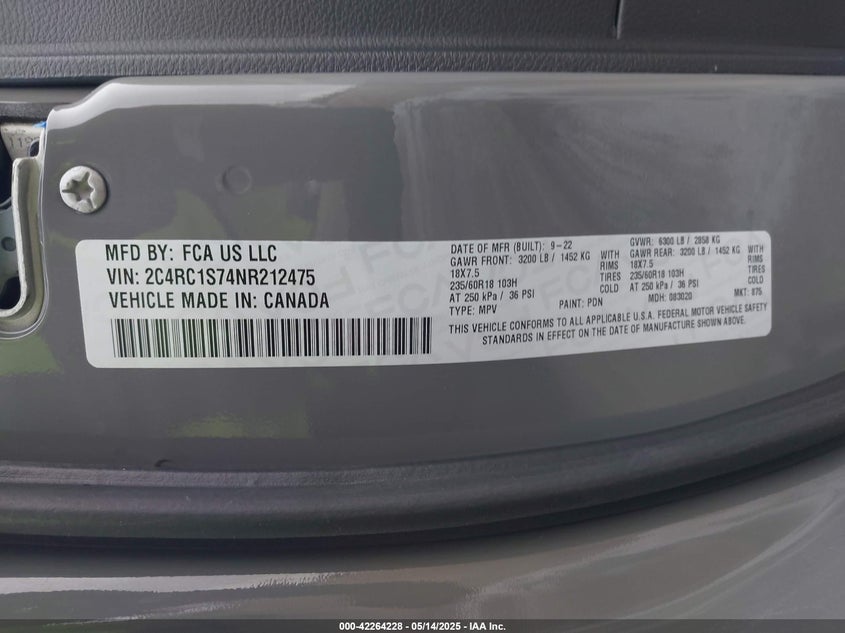 MFD BY: FCA US LLC
VIN: 2C4RC1S74NR212475
VEHICLE MADE IN: CANADA
DATE OF MFR (BUILT): 9-22 GVWR: 6300 LB / 2858 KG
GAWR FRONT: 3200 LB / 1452 KG WITH GAWR REAR: 3200 LB / 1452 KG WITH
18X7.5 RIMS 18X7.5 RIMS
235/60R18 103H TIRES 235/60R18 103H TIRES
AT 250 kPa / 36 PSI COLD AT 250 kPa / 36 PSI COLD
TYPE: MPV PAINT: PDN MDH: 083020 MKT: 875
THIS VEHICLE CONFORMS TO ALL APPLICABLE U.S.A. FEDERAL MOTOR VEHICLE SAFETY
STANDARDS IN EFFECT ON THE DATE OF MANUFACTURE SHOWN ABOVE.
000-42264228 - 05/14/2025 - IAA Inc.